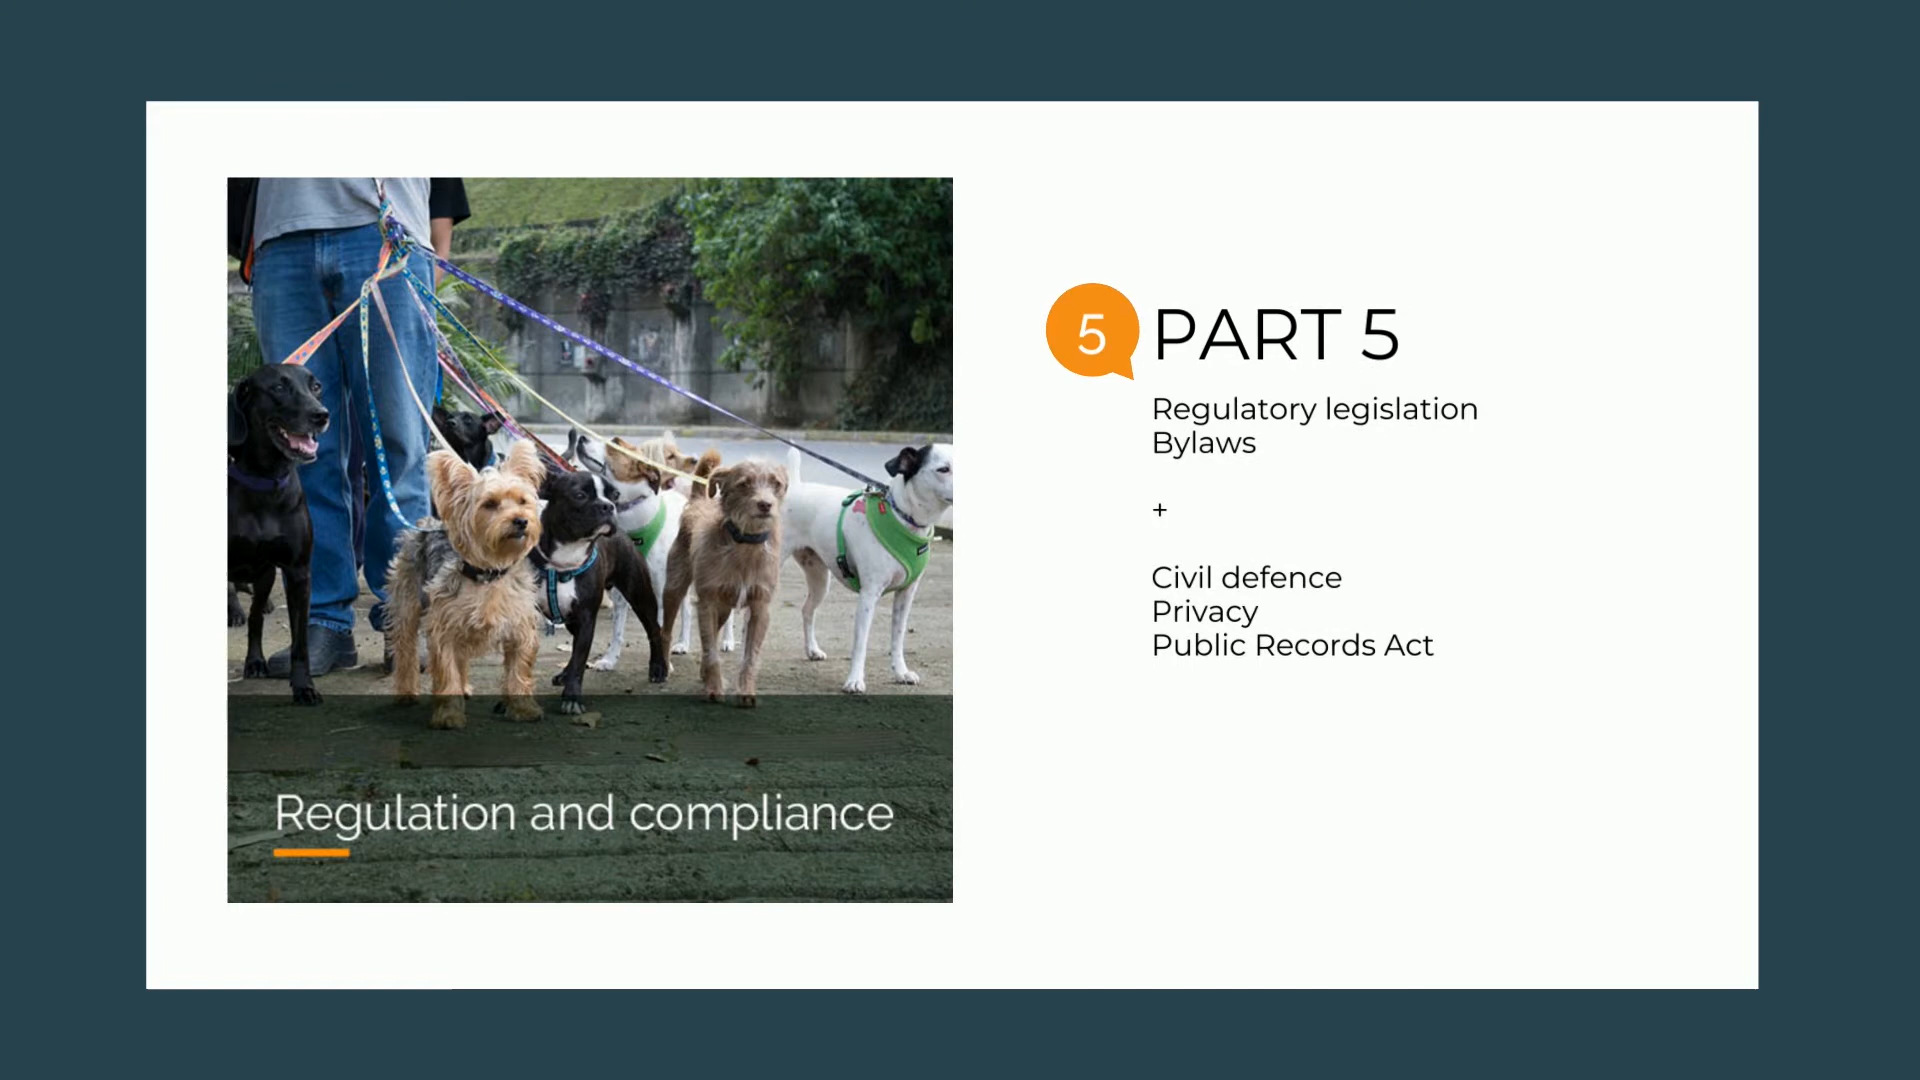 Regulation and compliance
5
PART 5
Regulatory legislation
Bylaws
+
Civil defence
Privacy
Public Records Act